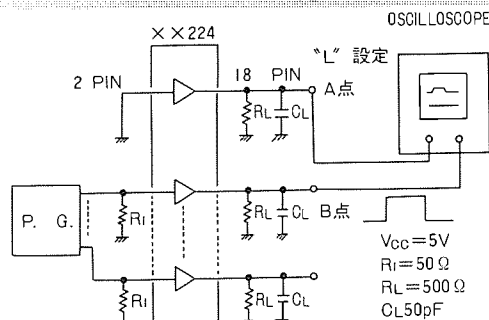 OSCILLOSCOPE
××224
"L" 設定
2 PIN
18 PIN
A点
RL
CL
P. G.
RI
RL
CL
B点
VCC=5V
RI=50Ω
RL=500Ω
CL50pF
RI
RL
CL